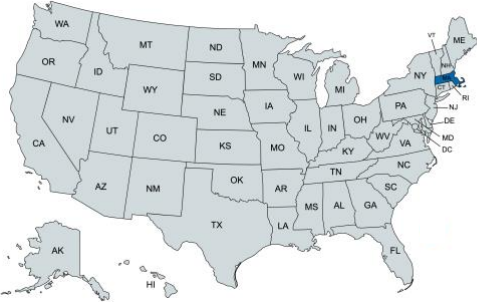 WA
MT
ND
MN
VT
ME
OR
ID
SD
WI
NH
NY
MA
WY
MI
CT
RI
NV
NE
IA
PA
NJ
UT
CO
IL
IN
OH
DE
CA
KS
MO
WV
VA
MD
DC
KY
AZ
NM
OK
AR
TN
NC
SC
TX
LA
MS
AL
GA
FL
AK
HI